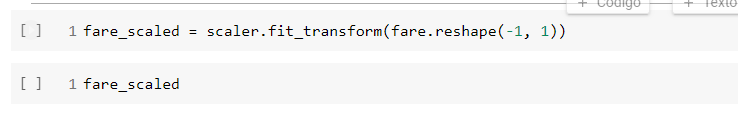 + Código + Texto
[ ] 1 fare_scaled = scaler.fit_transform(fare.reshape(-1, 1))
[ ] 1 fare_scaled